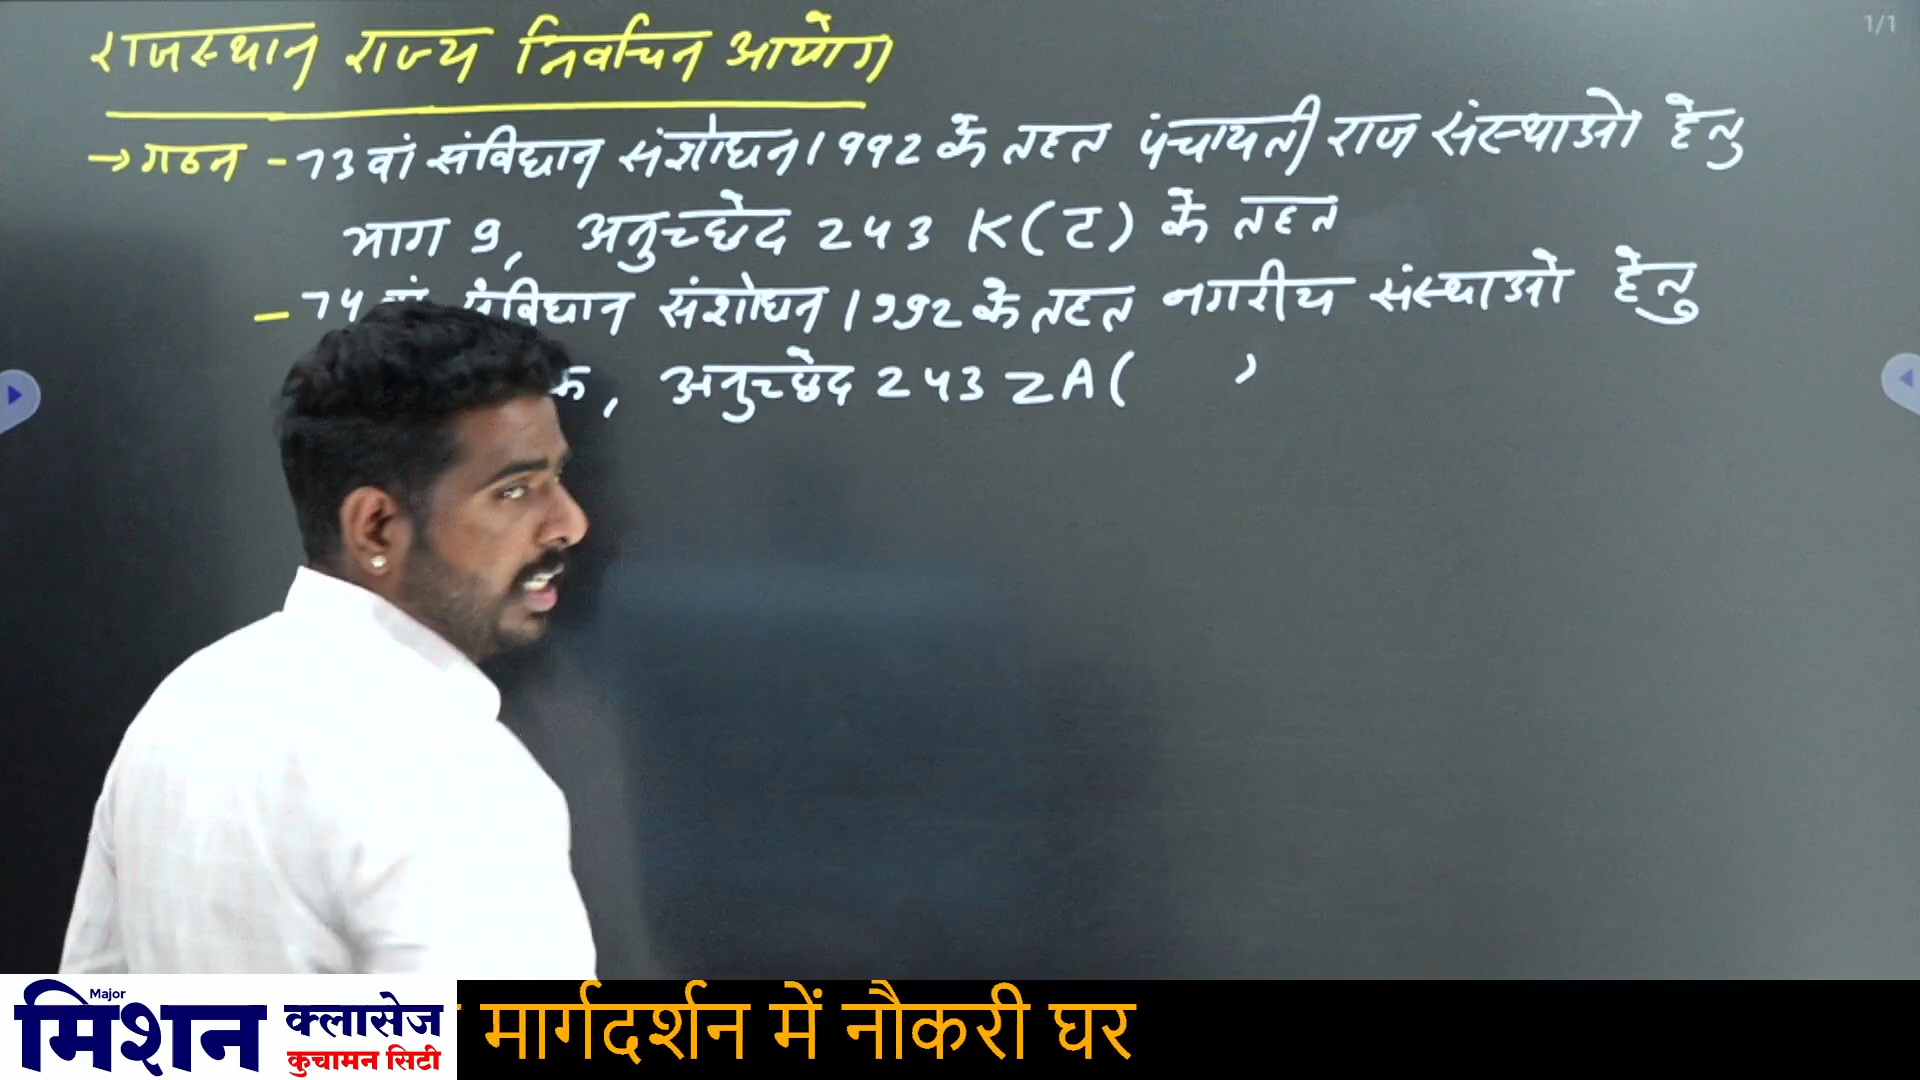 1/1
राजस्थान राज्य निर्वाचन आयोग
→ गठन - 73 वां संविधान संशोधन 1992 के तहत पंचायती राज संस्थाओ हेतु
भाग 9, अनुच्छेद 243 K (ट) के तहत
- 74 वां संविधान संशोधन 1992 के तहत नगरीय संस्थाओ हेतु
क, अनुच्छेद 243 ZA ( )
Major
मिशन क्लासेज
कुचामन सिटी
मार्गदर्शन में नौकरी घर